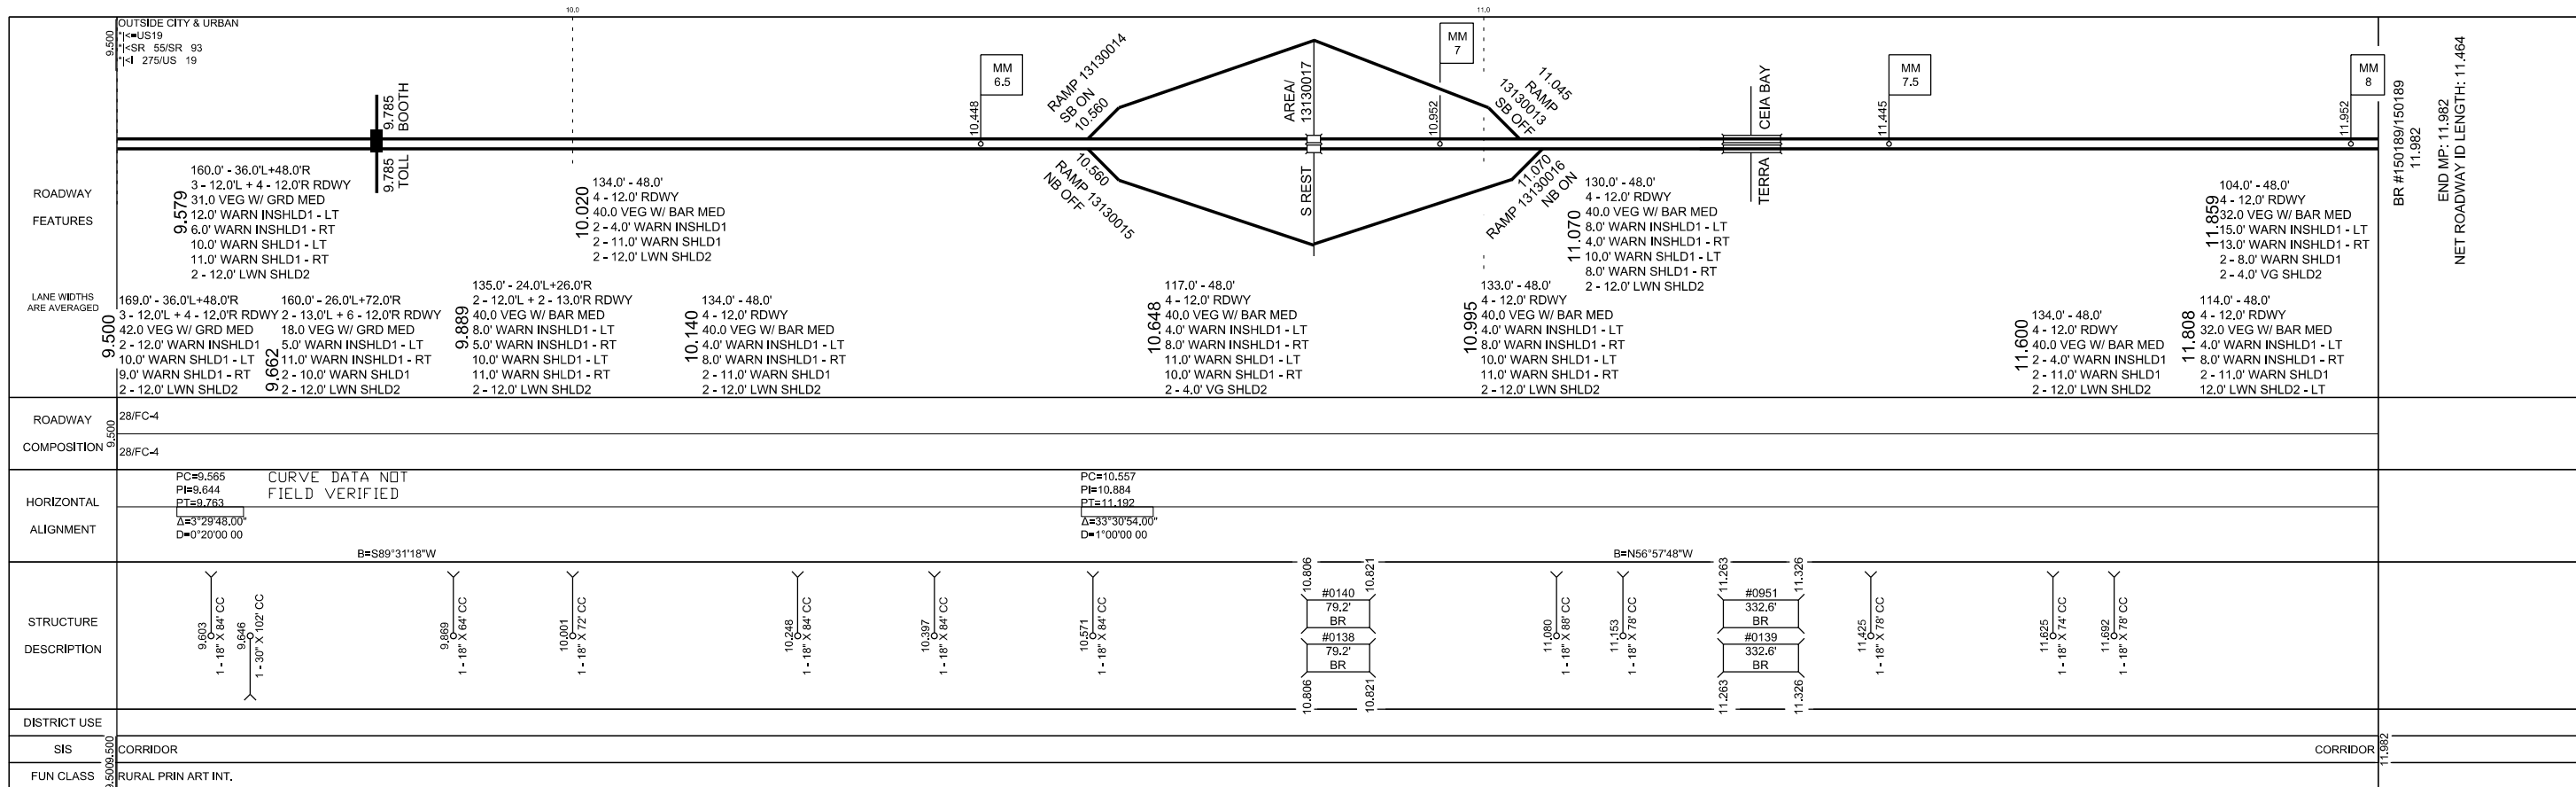 10.0
11.0
OUTSIDE CITY & URBAN
*|<=US19
*|<SR 55/SR 93
*|<I 275/US 19
9.500
9.785
BOOTH
9.785
TOLL
MM
6.5
10.448
RAMP 13130014
SB ON
10.560
10.560
RAMP 13130015
NB OFF
AREA/
13130017
S REST
MM
7
10.952
11.045
RAMP
13130013
SB OFF
11.070
RAMP 13130016
NB ON
CEIA BAY
TERRA
MM
7.5
11.445
MM
8
11.952
BR #150189/150189
11.982
END MP: 11.982
NET ROADWAY ID LENGTH: 11.464
ROADWAY
FEATURES
LANE WIDTHS
ARE AVERAGED
9.579
160.0' - 36.0'L+48.0'R
3 - 12.0'L + 4 - 12.0'R RDWY
31.0 VEG W/ GRD MED
12.0' WARN INSHLD1 - LT
6.0' WARN INSHLD1 - RT
10.0' WARN SHLD1 - LT
11.0' WARN SHLD1 - RT
2 - 12.0' LWN SHLD2
10.020
134.0' - 48.0'
4 - 12.0' RDWY
40.0 VEG W/ BAR MED
2 - 4.0' WARN INSHLD1
2 - 11.0' WARN SHLD1
2 - 12.0' LWN SHLD2
11.070
130.0' - 48.0'
4 - 12.0' RDWY
40.0 VEG W/ BAR MED
8.0' WARN INSHLD1 - LT
4.0' WARN INSHLD1 - RT
10.0' WARN SHLD1 - LT
8.0' WARN SHLD1 - RT
2 - 12.0' LWN SHLD2
11.859
104.0' - 48.0'
4 - 12.0' RDWY
32.0 VEG W/ BAR MED
15.0' WARN INSHLD1 - LT
13.0' WARN INSHLD1 - RT
2 - 8.0' WARN SHLD1
2 - 4.0' VG SHLD2
9.500
169.0' - 36.0'L+48.0'R
3 - 12.0'L + 4 - 12.0'R RDWY
42.0 VEG W/ GRD MED
2 - 12.0' WARN INSHLD1
10.0' WARN SHLD1 - LT
9.0' WARN SHLD1 - RT
2 - 12.0' LWN SHLD2
9.662
160.0' - 26.0'L+72.0'R
2 - 13.0'L + 6 - 12.0'R RDWY
18.0 VEG W/ GRD MED
5.0' WARN INSHLD1 - LT
11.0' WARN INSHLD1 - RT
2 - 10.0' WARN SHLD1
2 - 12.0' LWN SHLD2
9.889
135.0' - 24.0'L+26.0'R
2 - 12.0'L + 2 - 13.0'R RDWY
40.0 VEG W/ BAR MED
8.0' WARN INSHLD1 - LT
5.0' WARN INSHLD1 - RT
10.0' WARN SHLD1 - LT
11.0' WARN SHLD1 - RT
2 - 12.0' LWN SHLD2
10.140
134.0' - 48.0'
4 - 12.0' RDWY
40.0 VEG W/ BAR MED
4.0' WARN INSHLD1 - LT
8.0' WARN INSHLD1 - RT
2 - 11.0' WARN SHLD1
2 - 12.0' LWN SHLD2
10.648
117.0' - 48.0'
4 - 12.0' RDWY
40.0 VEG W/ BAR MED
4.0' WARN INSHLD1 - LT
8.0' WARN INSHLD1 - RT
11.0' WARN SHLD1 - LT
10.0' WARN SHLD1 - RT
2 - 4.0' VG SHLD2
10.995
133.0' - 48.0'
4 - 12.0' RDWY
40.0 VEG W/ BAR MED
4.0' WARN INSHLD1 - LT
8.0' WARN INSHLD1 - RT
10.0' WARN SHLD1 - LT
11.0' WARN SHLD1 - RT
2 - 12.0' LWN SHLD2
11.600
134.0' - 48.0'
4 - 12.0' RDWY
40.0 VEG W/ BAR MED
2 - 4.0' WARN INSHLD1
2 - 11.0' WARN SHLD1
2 - 12.0' LWN SHLD2
11.808
114.0' - 48.0'
4 - 12.0' RDWY
32.0 VEG W/ BAR MED
4.0' WARN INSHLD1 - LT
8.0' WARN INSHLD1 - RT
2 - 11.0' WARN SHLD1
12.0' LWN SHLD2 - LT
ROADWAY
COMPOSITION
9.500
28/FC-4
28/FC-4
HORIZONTAL
ALIGNMENT
PC=9.565
PI=9.644
PT=9.763
Δ=3°29'48.00"
D=0°20'00 00
CURVE DATA NOT
FIELD VERIFIED
B=S89°31'18"W
PC=10.557
PI=10.884
PT=11.192
Δ=33°30'54.00"
D=1°00'00 00
B=N56°57'48"W
STRUCTURE
DESCRIPTION
9.603
1 - 18" X 84' CC
9.646
1 - 30" X 102' CC
9.869
1 - 18" X 64' CC
10.001
1 - 18" X 72' CC
10.248
1 - 18" X 84' CC
10.397
1 - 18" X 84' CC
10.571
1 - 18" X 84' CC
10.806
10.821
#0140
79.2'
BR
#0138
79.2'
BR
10.806
10.821
11.080
1 - 18" X 88' CC
11.153
1 - 18" X 78' CC
11.263
11.326
#0951
332.6'
BR
#0139
332.6'
BR
11.263
11.326
11.425
1 - 18" X 78' CC
11.625
1 - 18" X 74' CC
11.692
1 - 18" X 78' CC
DISTRICT USE
SIS
9.500
CORRIDOR
CORRIDOR
11.982
FUN CLASS
9.500
RURAL PRIN ART INT.